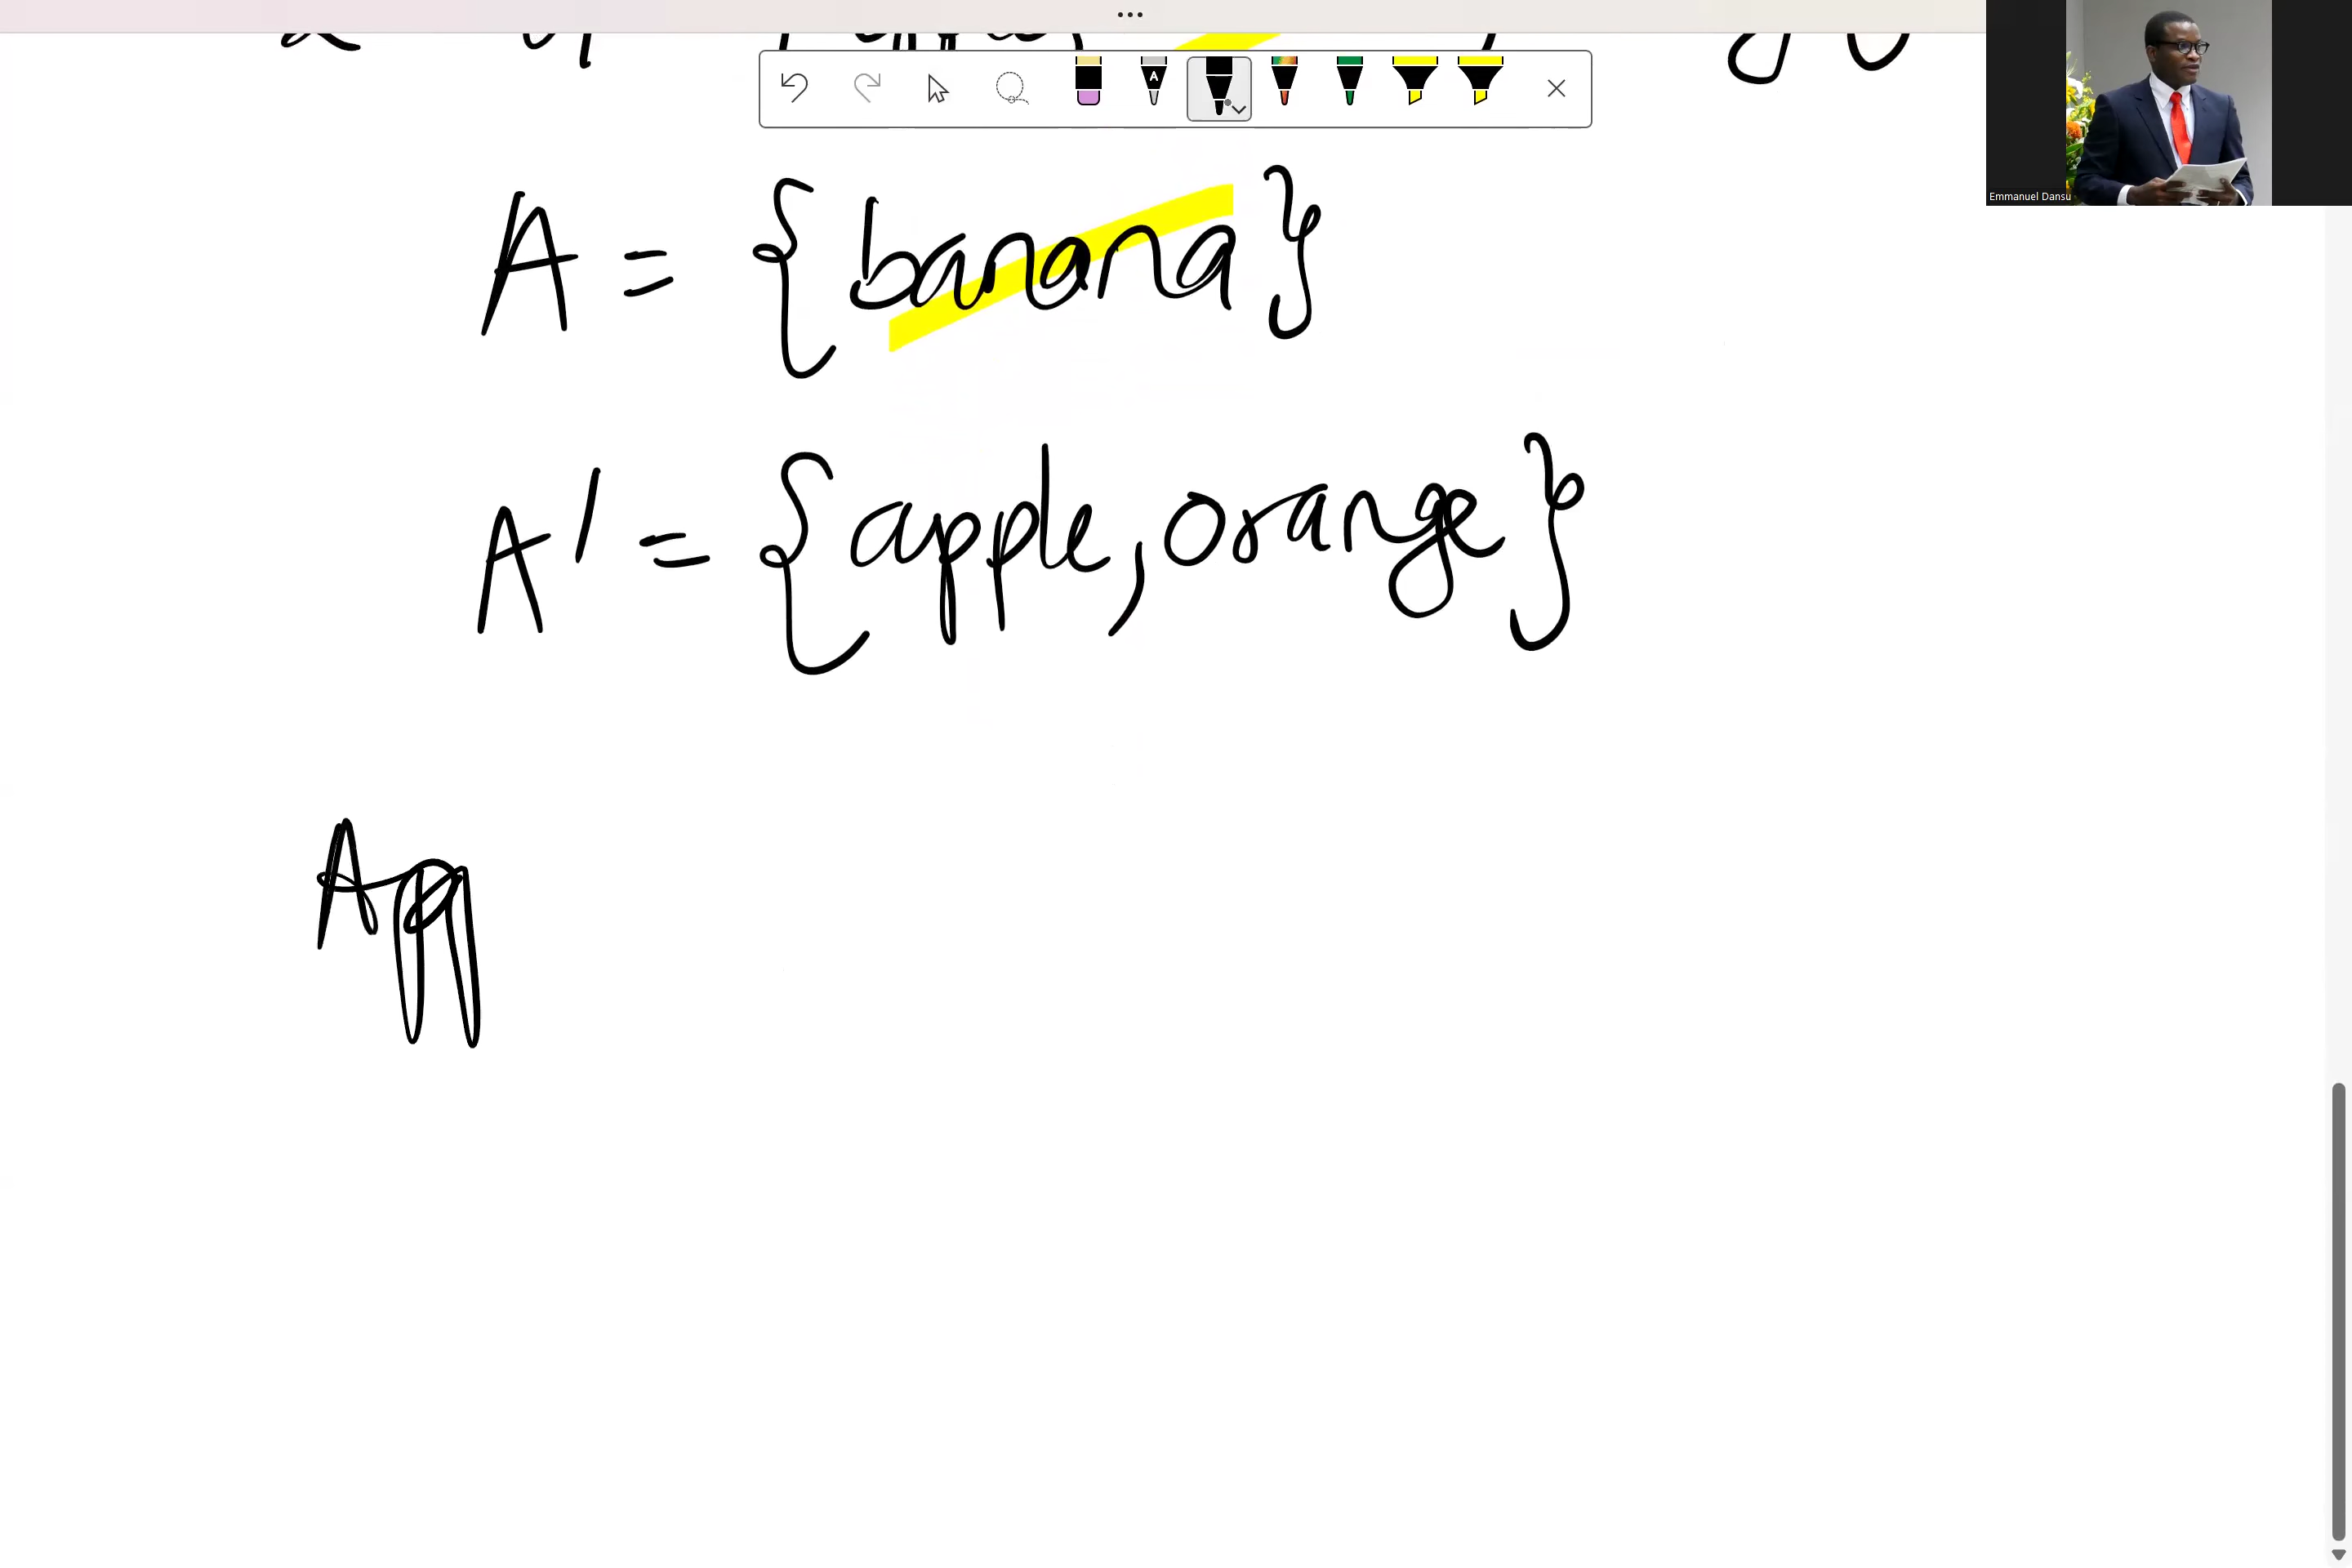 Emmanuel Dansu
A = {banana}
A' = {apple, orange}
App